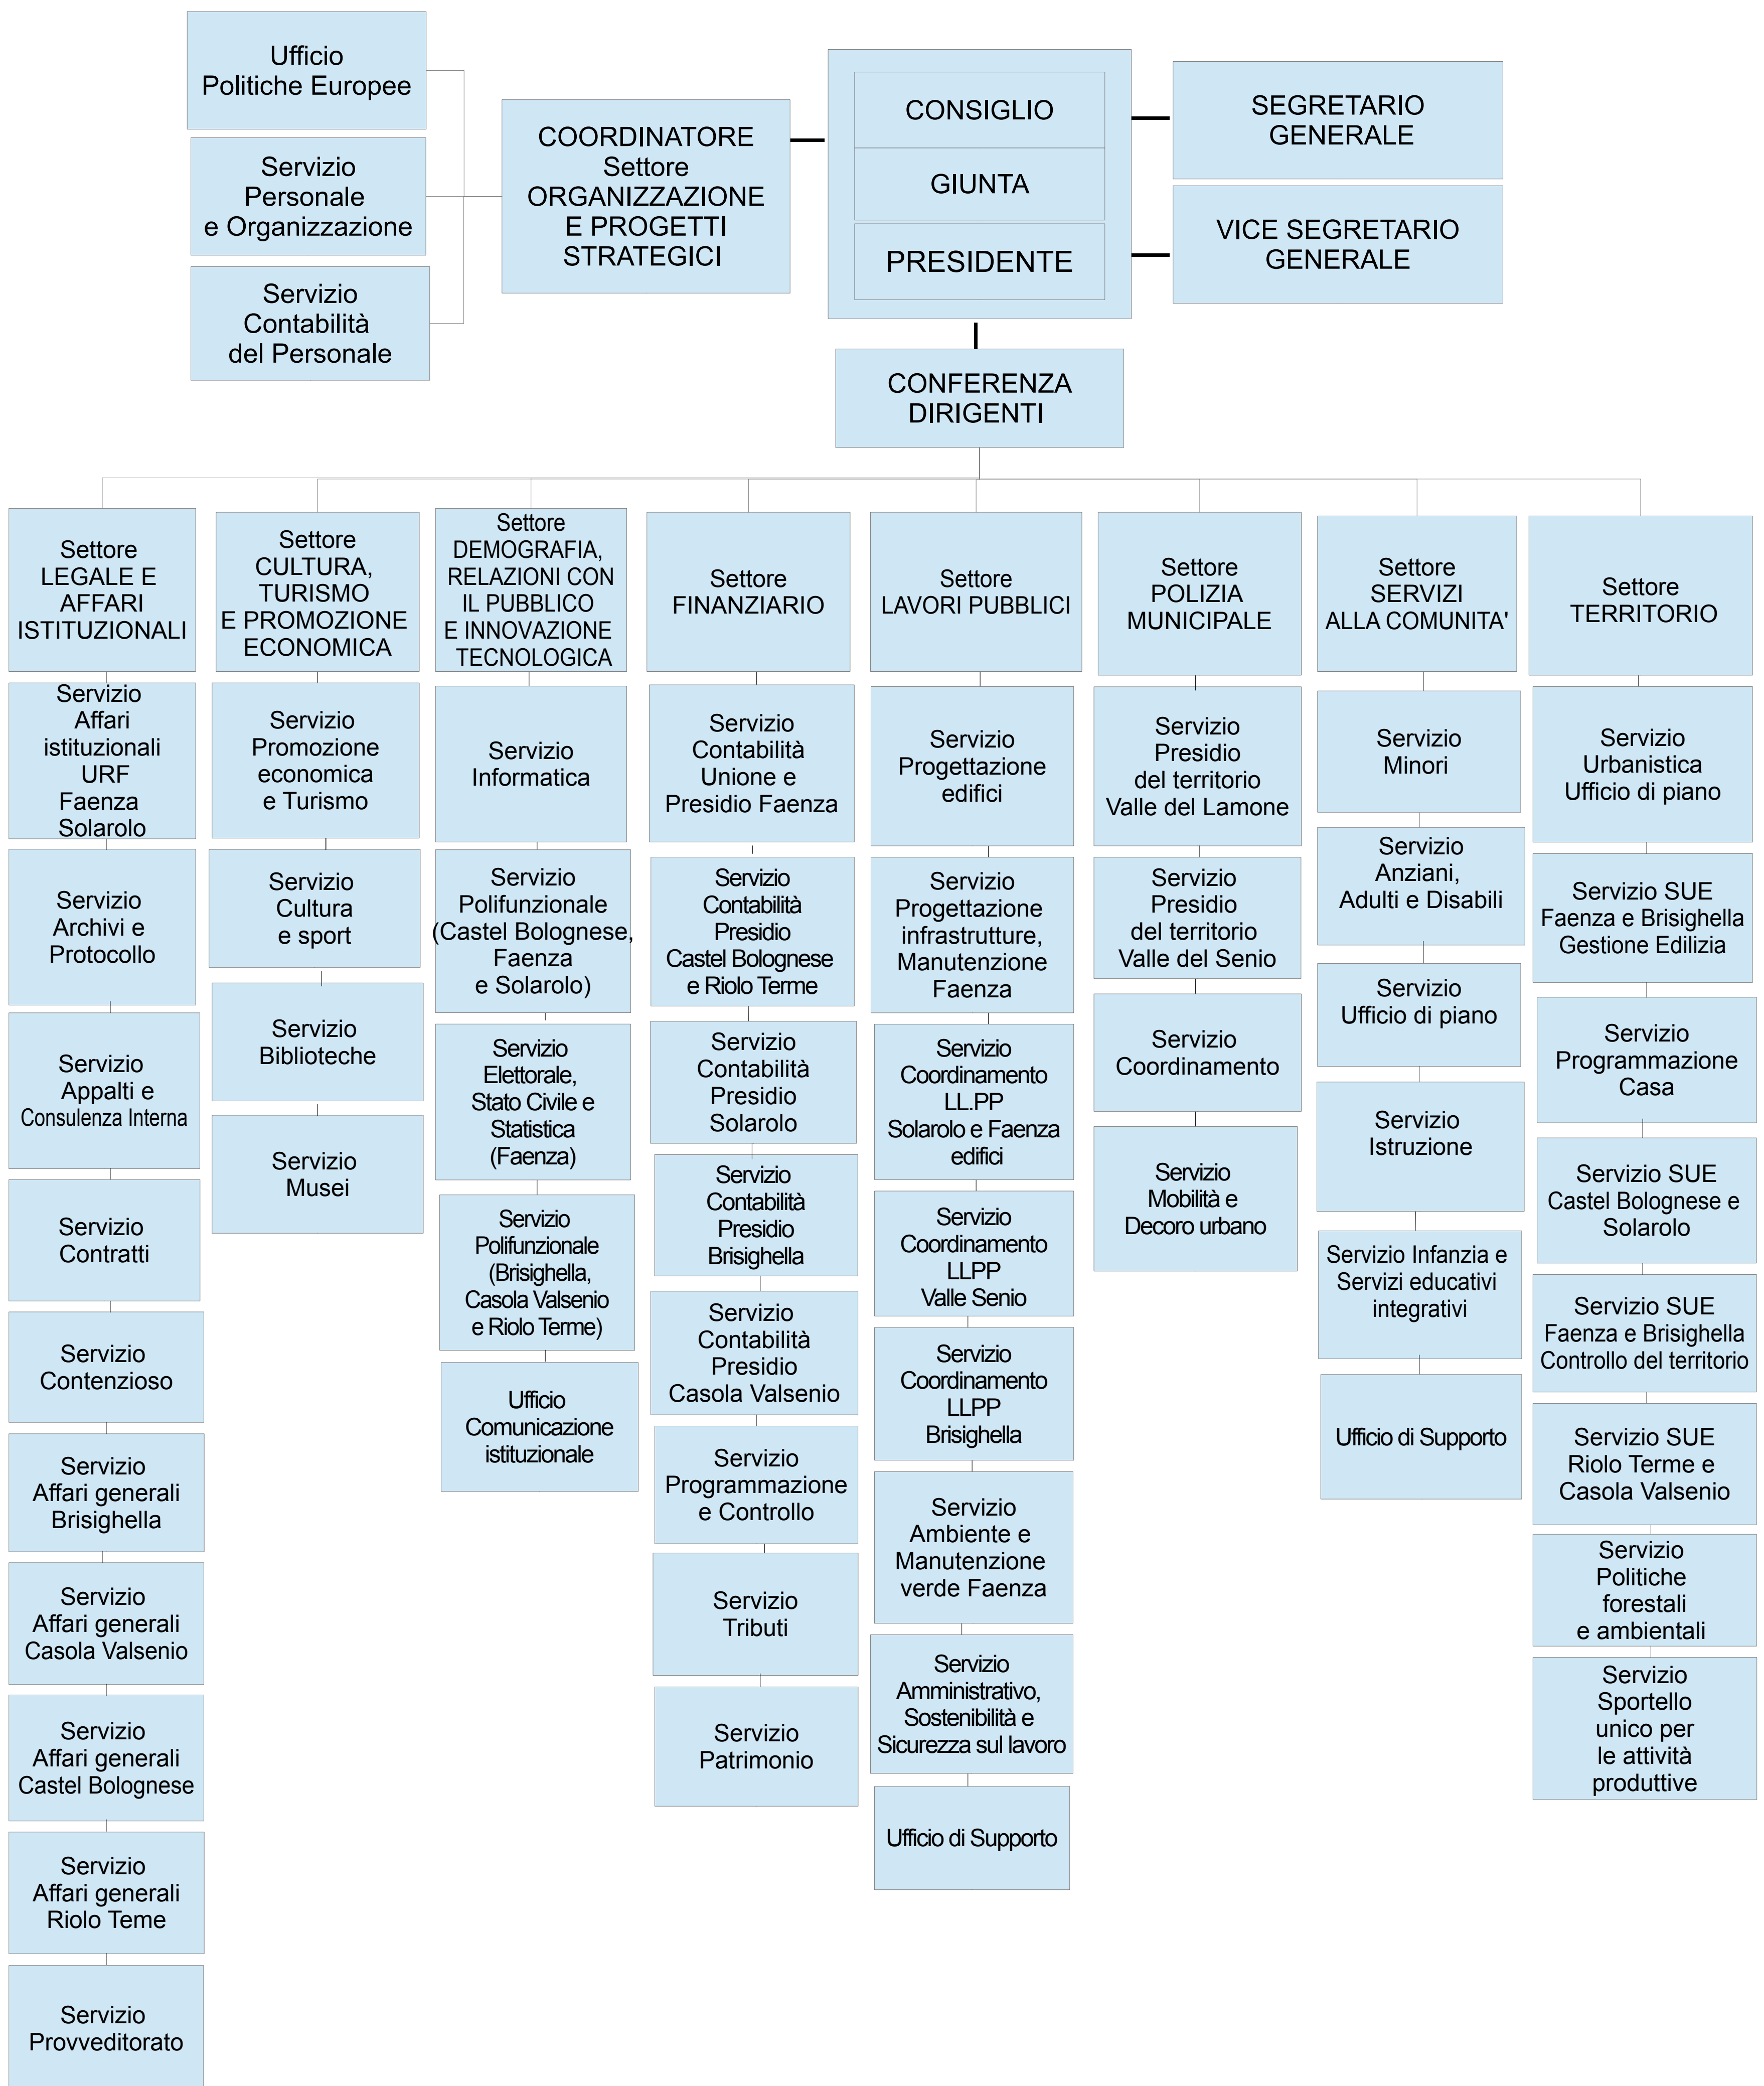 Ufficio
Politiche Europee
Servizio
Personale
e Organizzazione
Servizio
Contabilità
del Personale
COORDINATORE
Settore
ORGANIZZAZIONE
E PROGETTI
STRATEGICI
CONSIGLIO
GIUNTA
PRESIDENTE
SEGRETARIO
GENERALE
VICE SEGRETARIO
GENERALE
CONFERENZA
DIRIGENTI
Settore
LEGALE E
AFFARI
ISTITUZIONALI
Servizio
Affari
istituzionali
URF
Faenza
Solarolo
Servizio
Archivi e
Protocollo
Servizio
Appalti e
Consulenza Interna
Servizio
Contratti
Servizio
Contenzioso
Servizio
Affari generali
Brisighella
Servizio
Affari generali
Casola Valsenio
Servizio
Affari generali
Castel Bolognese
Servizio
Affari generali
Riolo Teme
Servizio
Provveditorato
Settore
CULTURA,
TURISMO
E PROMOZIONE
ECONOMICA
Servizio
Promozione
economica
e Turismo
Servizio
Cultura
e sport
Servizio
Biblioteche
Servizio
Musei
Settore
DEMOGRAFIA,
RELAZIONI CON
IL PUBBLICO
E INNOVAZIONE
TECNOLOGICA
Servizio
Informatica
Servizio
Polifunzionale
(Castel Bolognese,
Faenza
e Solarolo)
Servizio
Elettorale,
Stato Civile e
Statistica
(Faenza)
Servizio
Polifunzionale
(Brisighella,
Casola Valsenio
e Riolo Terme)
Ufficio
Comunicazione
istituzionale
Settore
FINANZIARIO
Servizio
Contabilità
Unione e
Presidio Faenza
Servizio
Contabilità
Presidio
Castel Bolognese
e Riolo Terme
Servizio
Contabilità
Presidio
Solarolo
Servizio
Contabilità
Presidio
Brisighella
Servizio
Contabilità
Presidio
Casola Valsenio
Servizio
Programmazione
e Controllo
Servizio
Tributi
Servizio
Patrimonio
Settore
LAVORI PUBBLICI
Servizio
Progettazione
edifici
Servizio
Progettazione
infrastrutture,
Manutenzione
Faenza
Servizio
Coordinamento
LL.PP
Solarolo e Faenza
edifici
Servizio
Coordinamento
LLPP
Valle Senio
Servizio
Coordinamento
LLPP
Brisighella
Servizio
Ambiente e
Manutenzione
verde Faenza
Servizio
Amministrativo,
Sostenibilità e
Sicurezza sul lavoro
Ufficio di Supporto
Settore
POLIZIA
MUNICIPALE
Servizio
Presidio
del territorio
Valle del Lamone
Servizio
Presidio
del territorio
Valle del Senio
Servizio
Coordinamento
Servizio
Mobilità e
Decoro urbano
Settore
SERVIZI
ALLA COMUNITA'
Servizio
Minori
Servizio
Anziani,
Adulti e Disabili
Servizio
Ufficio di piano
Servizio
Istruzione
Servizio Infanzia e
Servizi educativi
integrativi
Ufficio di Supporto
Settore
TERRITORIO
Servizio
Urbanistica
Ufficio di piano
Servizio SUE
Faenza e Brisighella
Gestione Edilizia
Servizio
Programmazione
Casa
Servizio SUE
Castel Bolognese e
Solarolo
Servizio SUE
Faenza e Brisighella
Controllo del territorio
Servizio SUE
Riolo Terme e
Casola Valsenio
Servizio
Politiche
forestali
e ambientali
Servizio
Sportello
unico per
le attività
produttive